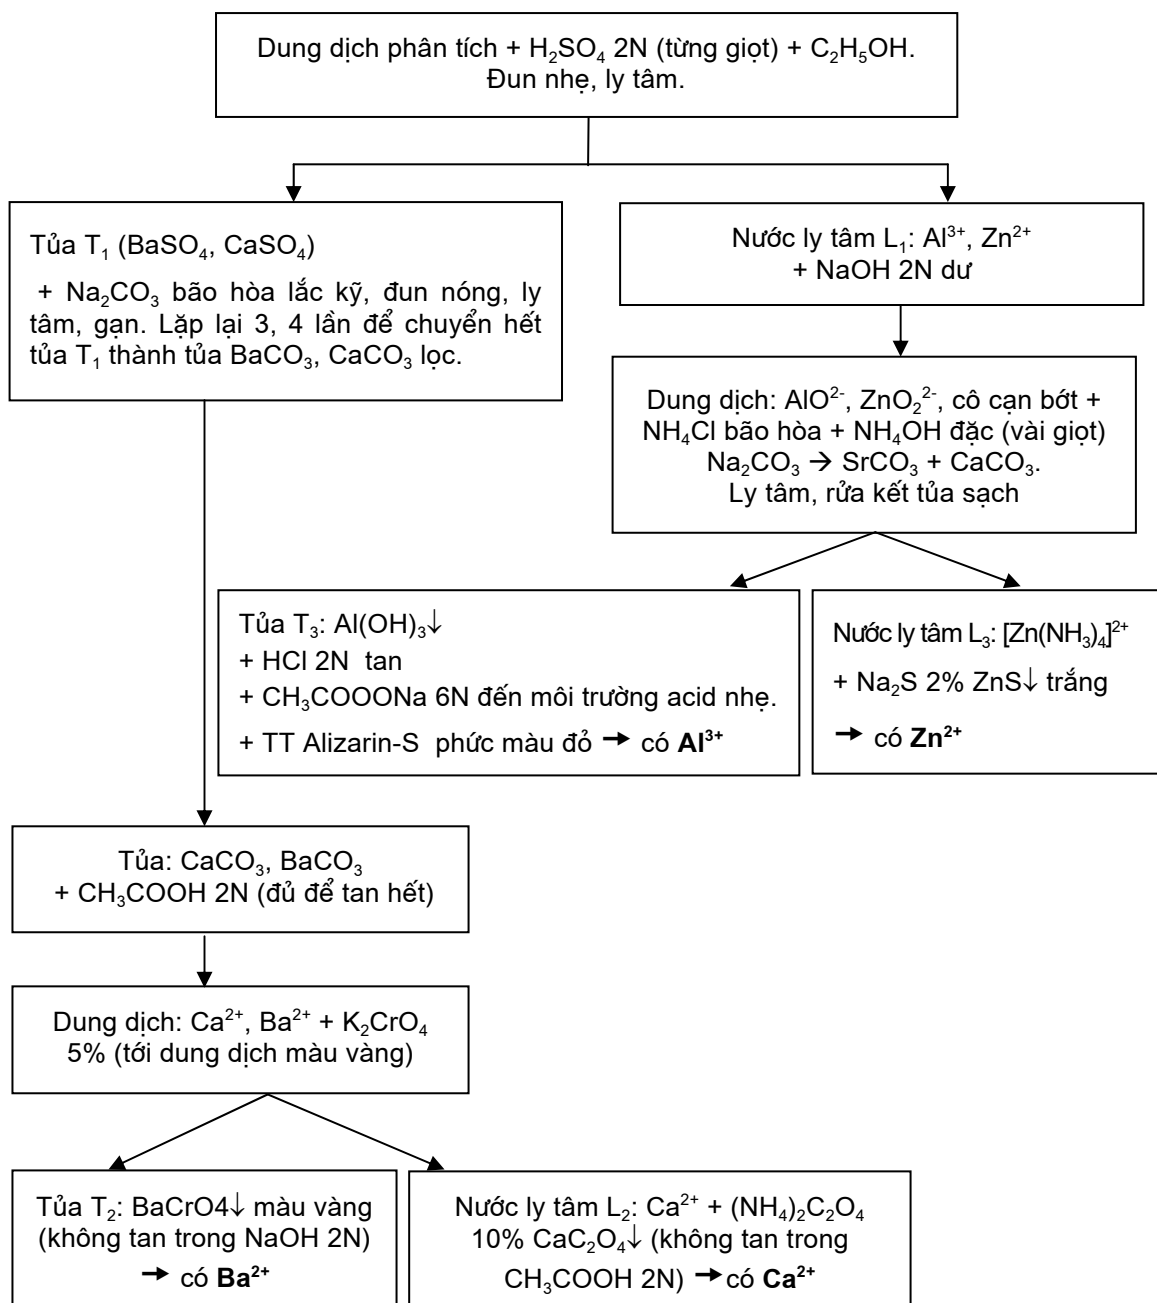 Dung dịch phân tích + H₂SO₄ 2N (từng giọt) + C₂H₅OH.
Đun nhẹ, ly tâm.
Tủa T₁ (BaSO₄, CaSO₄)
+ Na₂CO₃ bão hòa lắc kỹ, đun nóng, ly
tâm, gạn. Lặp lại 3, 4 lần để chuyển hết
tủa T₁ thành tủa BaCO₃, CaCO₃ lọc.
Nước ly tâm L₁: Al³⁺, Zn²⁺
+ NaOH 2N dư
Dung dịch: AlO²⁻, ZnO₂²⁻, cô cạn bớt +
NH₄Cl bão hòa + NH₄OH đặc (vài giọt)
Na₂CO₃ → SrCO₃ + CaCO₃.
Ly tâm, rửa kết tủa sạch
Tủa T₃: Al(OH)₃↓
+ HCl 2N tan
+ CH₃COOONa 6N đến môi trường acid nhẹ.
+ TT Alizarin-S phức màu đỏ → có Al³⁺
Nước ly tâm L₃: [Zn(NH₃)₄]²⁺
+ Na₂S 2% ZnS↓ trắng
→ có Zn²⁺
Tủa: CaCO₃, BaCO₃
+ CH₃COOH 2N (đủ để tan hết)
Dung dịch: Ca²⁺, Ba²⁺ + K₂CrO₄
5% (tới dung dịch màu vàng)
Tủa T₂: BaCrO4↓ màu vàng
(không tan trong NaOH 2N)
→ có Ba²⁺
Nước ly tâm L₂: Ca²⁺ + (NH₄)₂C₂O₄
10% CaC₂O₄↓ (không tan trong
CH₃COOH 2N) → có Ca²⁺